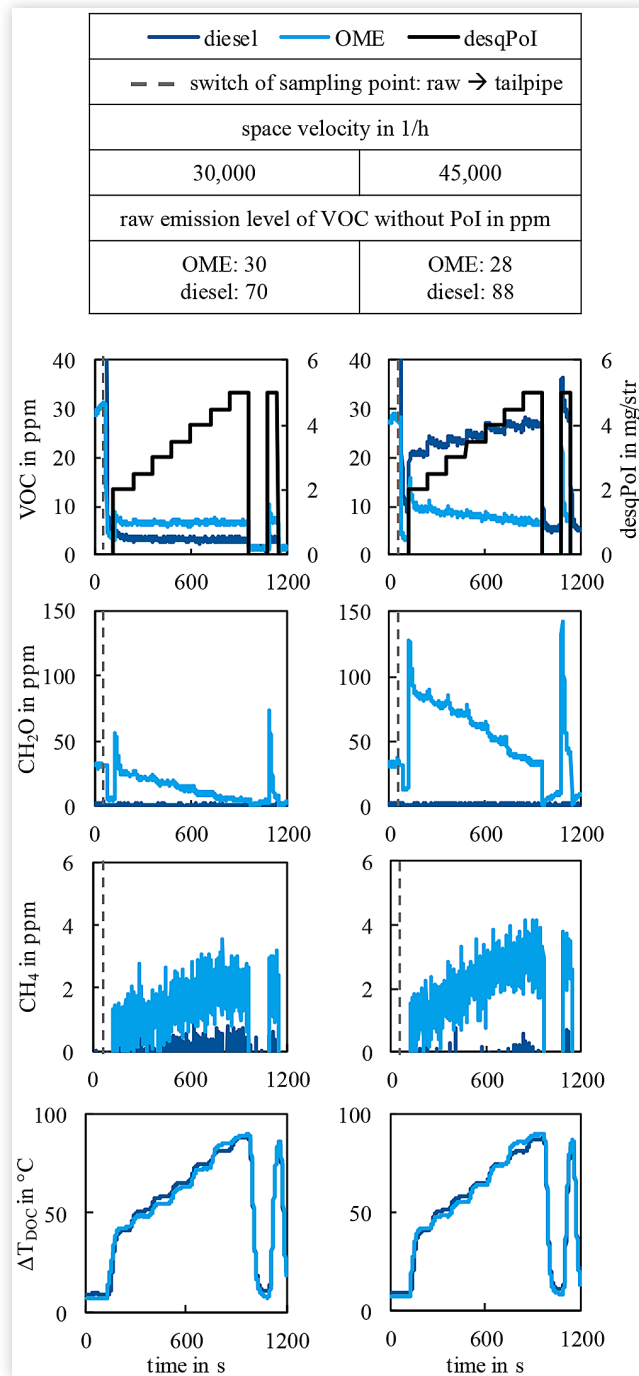 diesel OME desqPoI
switch of sampling point: raw → tailpipe
space velocity in 1/h
30,000 45,000
raw emission level of VOC without PoI in ppm
OME: 30 OME: 28
diesel: 70 diesel: 88
VOC in ppm
40
30
20
10
0
6
4
2
0
0 600 1200
40
30
20
10
0
6
4
2
0
desqPoI in mg/str
0 600 1200
CH₂O in ppm
150
100
50
0
0 600 1200
150
100
50
0
0 600 1200
CH₄ in ppm
6
4
2
0
0 600 1200
6
4
2
0
0 600 1200
ΔT_DOC in °C
100
50
0
0 600 1200
time in s
100
50
0
0 600 1200
time in s